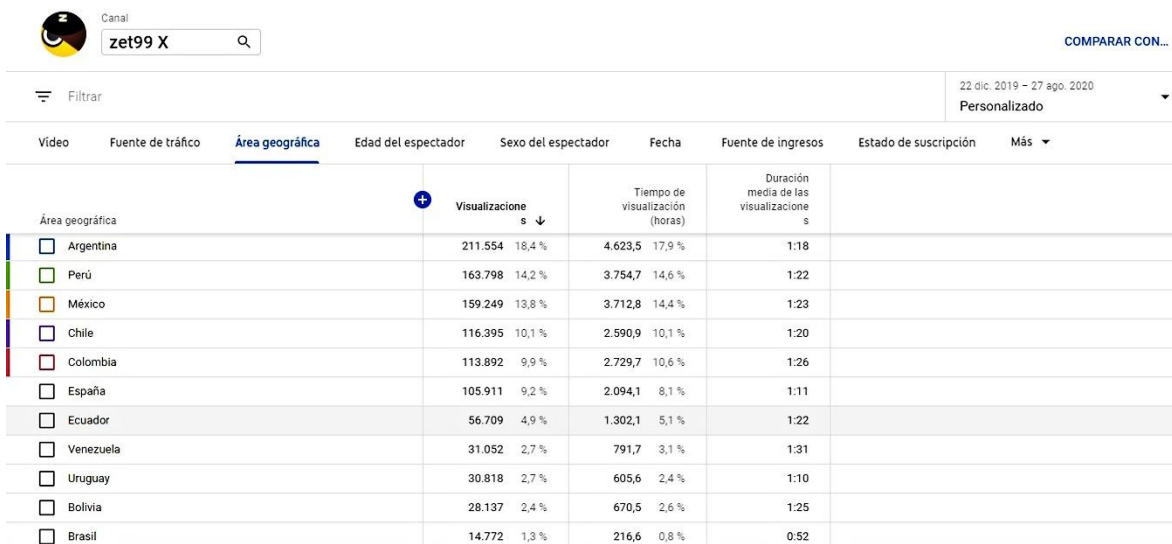 Z
Canal
zet99 X
COMPARAR CON...
Filtrar
22 dic. 2019 – 27 ago. 2020
Personalizado
Vídeo Fuente de tráfico Área geográfica Edad del espectador Sexo del espectador Fecha Fuente de ingresos Estado de suscripción Más
Área geográfica
Visualizacione
s
Tiempo de
visualización
(horas)
Duración
media de las
visualizacione
s
Argentina 211.554 18,4 % 4.623,5 17,9 % 1:18
Perú 163.798 14,2 % 3.754,7 14,6 % 1:22
México 159.249 13,8 % 3.712,8 14,4 % 1:23
Chile 116.395 10,1 % 2.590,9 10,1 % 1:20
Colombia 113.892 9,9 % 2.729,7 10,6 % 1:26
España 105.911 9,2 % 2.094,1 8,1 % 1:11
Ecuador 56.709 4,9 % 1.302,1 5,1 % 1:22
Venezuela 31.052 2,7 % 791,7 3,1 % 1:31
Uruguay 30.818 2,7 % 605,6 2,4 % 1:10
Bolivia 28.137 2,4 % 670,5 2,6 % 1:25
Brasil 14.772 1,3 % 216,6 0,8 % 0:52